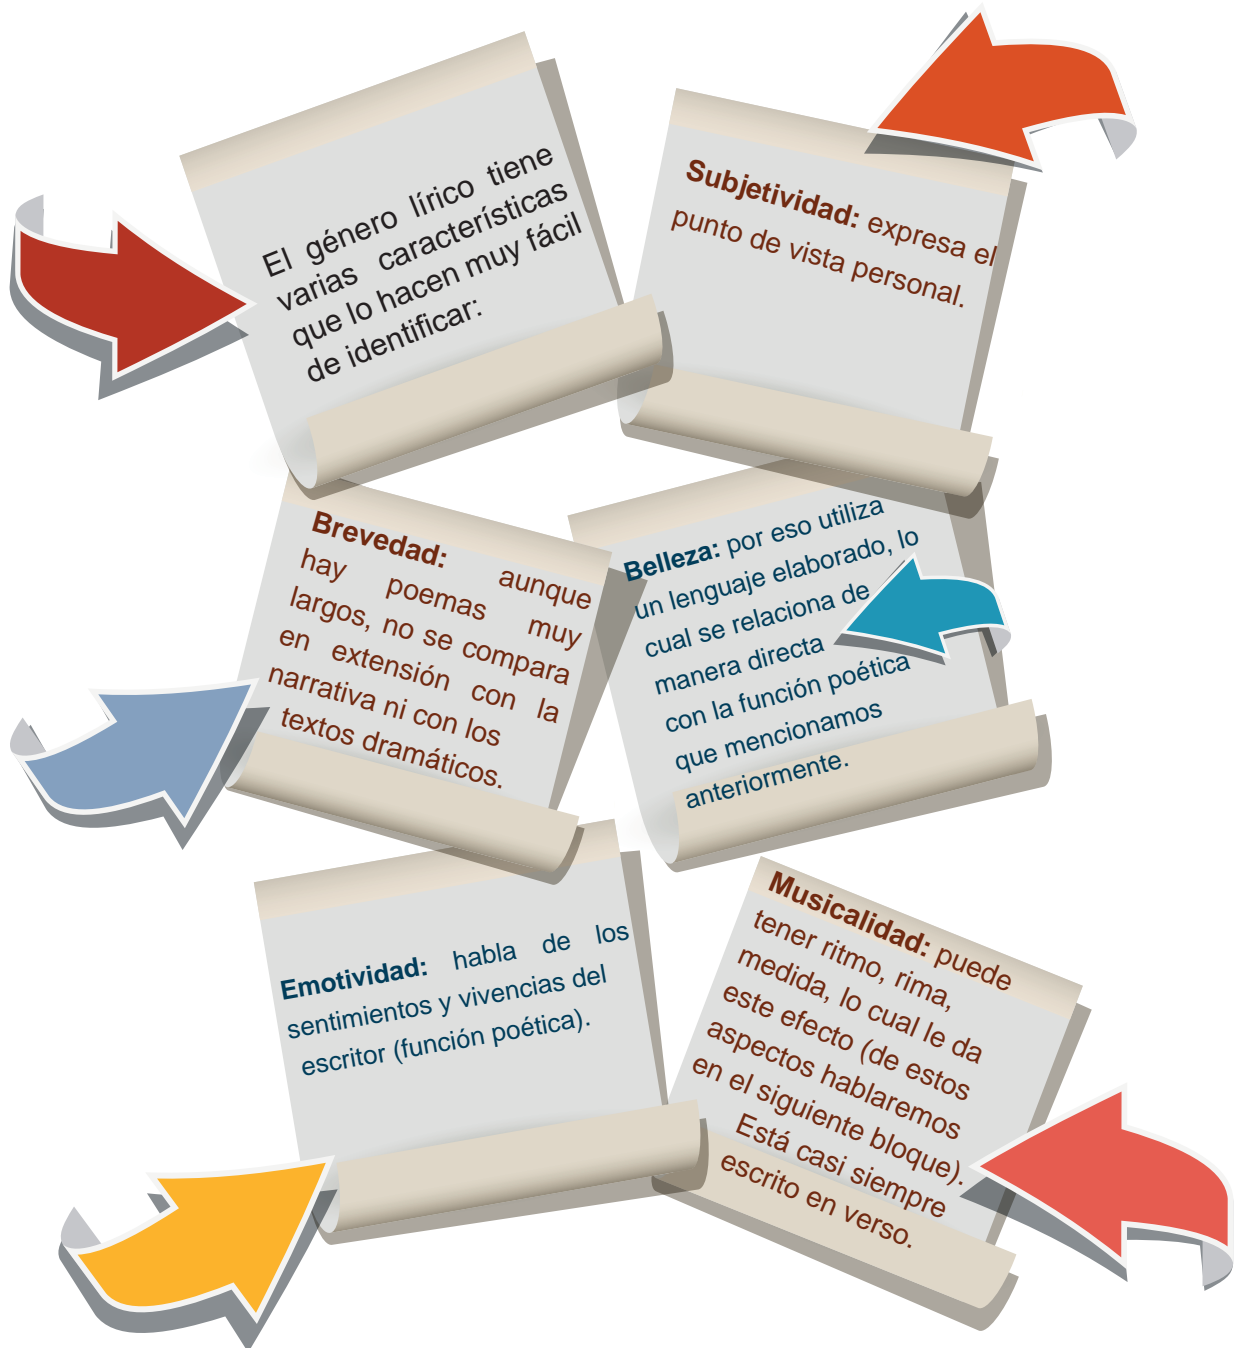 El género lírico tiene
varias características
que lo hacen muy fácil
de identificar:
Subjetividad: expresa el
punto de vista personal.
Brevedad: aunque
hay poemas muy
largos, no se compara
en extensión con la
narrativa ni con los
textos dramáticos.
Belleza: por eso utiliza
un lenguaje elaborado, lo
cual se relaciona de
manera directa
con la función poética
que mencionamos
anteriormente.
Emotividad: habla de los
sentimientos y vivencias del
escritor (función poética).
Musicalidad: puede
tener ritmo, rima,
medida, lo cual le da
este efecto (de estos
aspectos hablaremos
en el siguiente bloque).
Está casi siempre
escrito en verso.